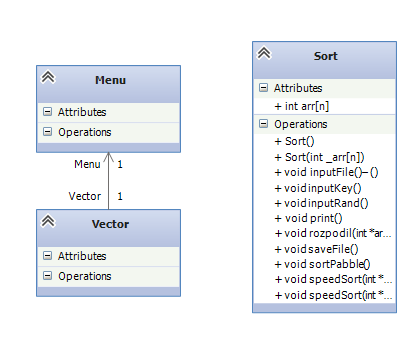 Menu
Attributes
Operations
Menu 1
Vector 1
Vector
Attributes
Operations
Sort
Attributes
+ int arr[n]
Operations
+ Sort()
+ Sort(int _arr[n])
+ void inputFile()~()
+ void inputKey()
+ void inputRand()
+ void print()
+ void rozpodil(int *ar...
+ void saveFile()
+ void sortPabble()
+ void speedSort(int *...
+ void speedSort(int *...